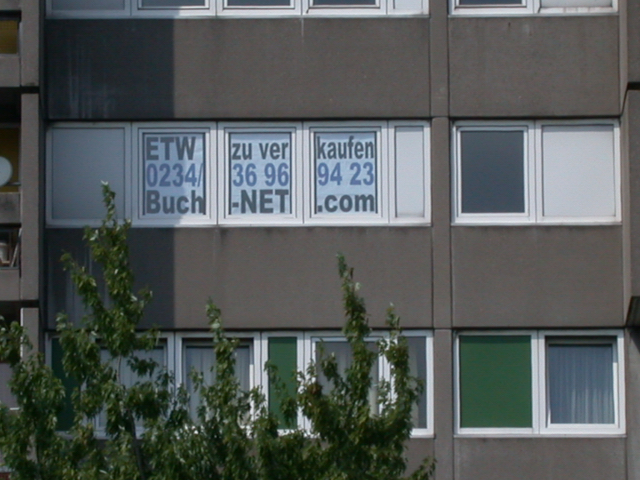 ETW zu ver kaufen
0234/ 36 96 94 23
Buch -NET .com